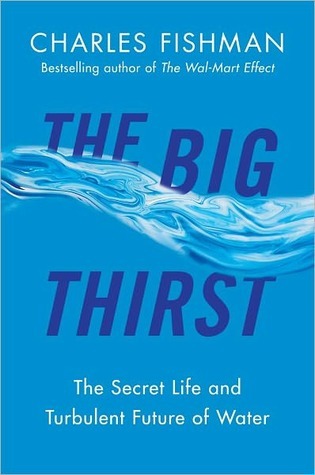 CHARLES FISHMAN
Bestselling author of The Wal-Mart Effect
THE BIG
THIRST
The Secret Life and
Turbulent Future of Water